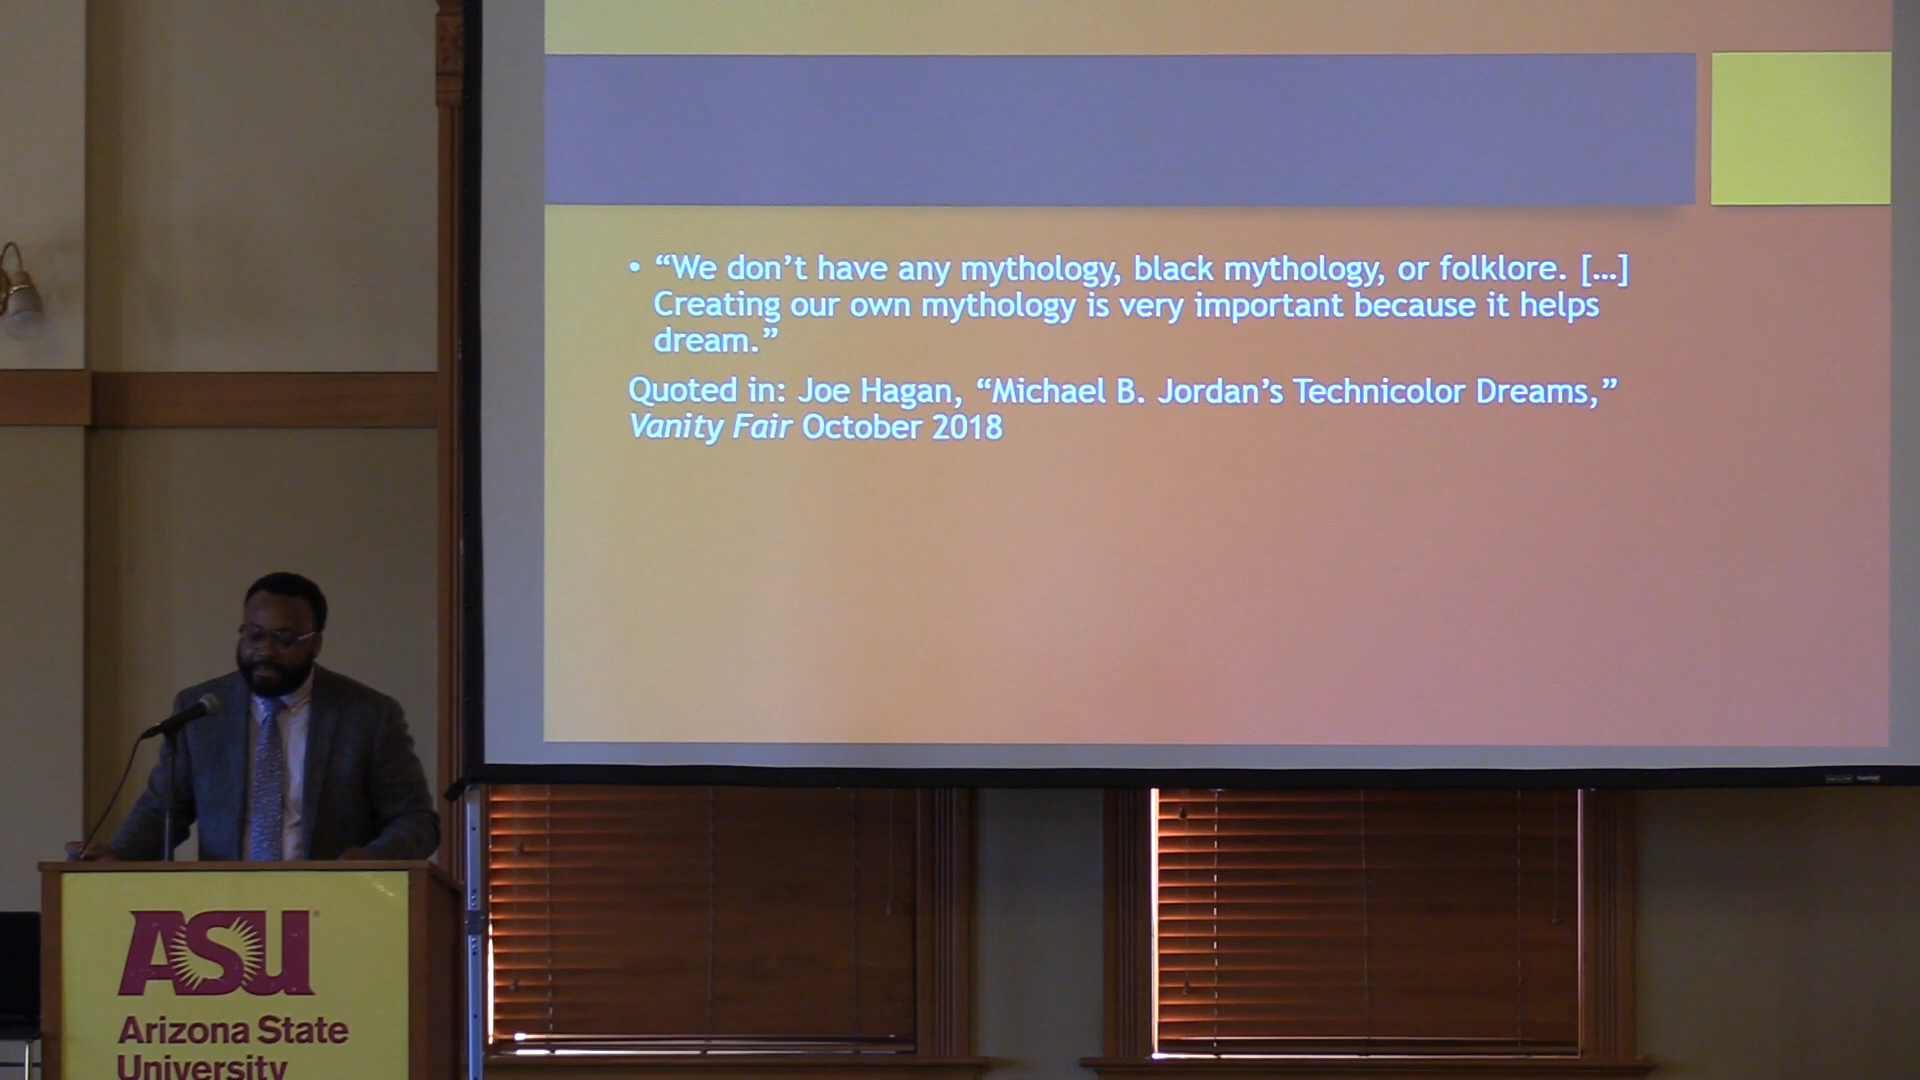 • “We don’t have any mythology, black mythology, or folklore. […]
Creating our own mythology is very important because it helps
dream.”
Quoted in: Joe Hagan, “Michael B. Jordan’s Technicolor Dreams,”
Vanity Fair October 2018
ASU
Arizona State
University